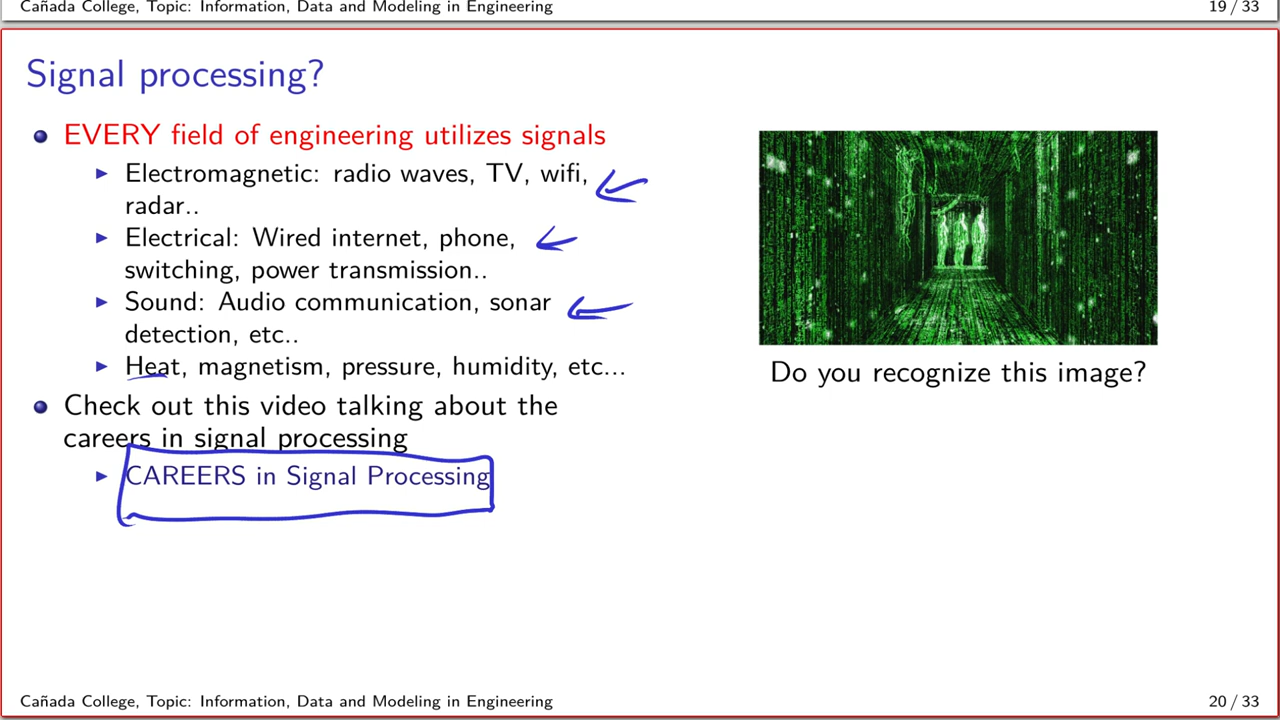 Cañada College, Topic: Information, Data and Modeling in Engineering 19 / 33
Signal processing?
EVERY field of engineering utilizes signals
Electromagnetic: radio waves, TV, wifi,
radar..
Electrical: Wired internet, phone,
switching, power transmission..
Sound: Audio communication, sonar
detection, etc..
Heat, magnetism, pressure, humidity, etc...
Check out this video talking about the
careers in signal processing
CAREERS in Signal Processing
Do you recognize this image?
Cañada College, Topic: Information, Data and Modeling in Engineering 20 / 33